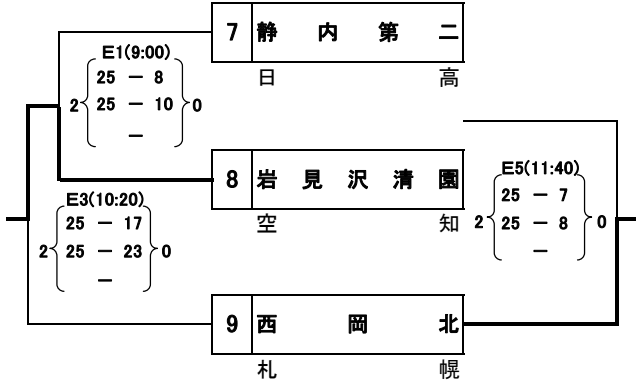 7 静内第二
日高
E1(9:00)
25 － 8
2 25 － 10 0
－
8 岩見沢清園
空知
E5(11:40)
25 － 7
2 25 － 8 0
－
E3(10:20)
25 － 17
2 25 － 23 0
－
9 西岡北
札幌